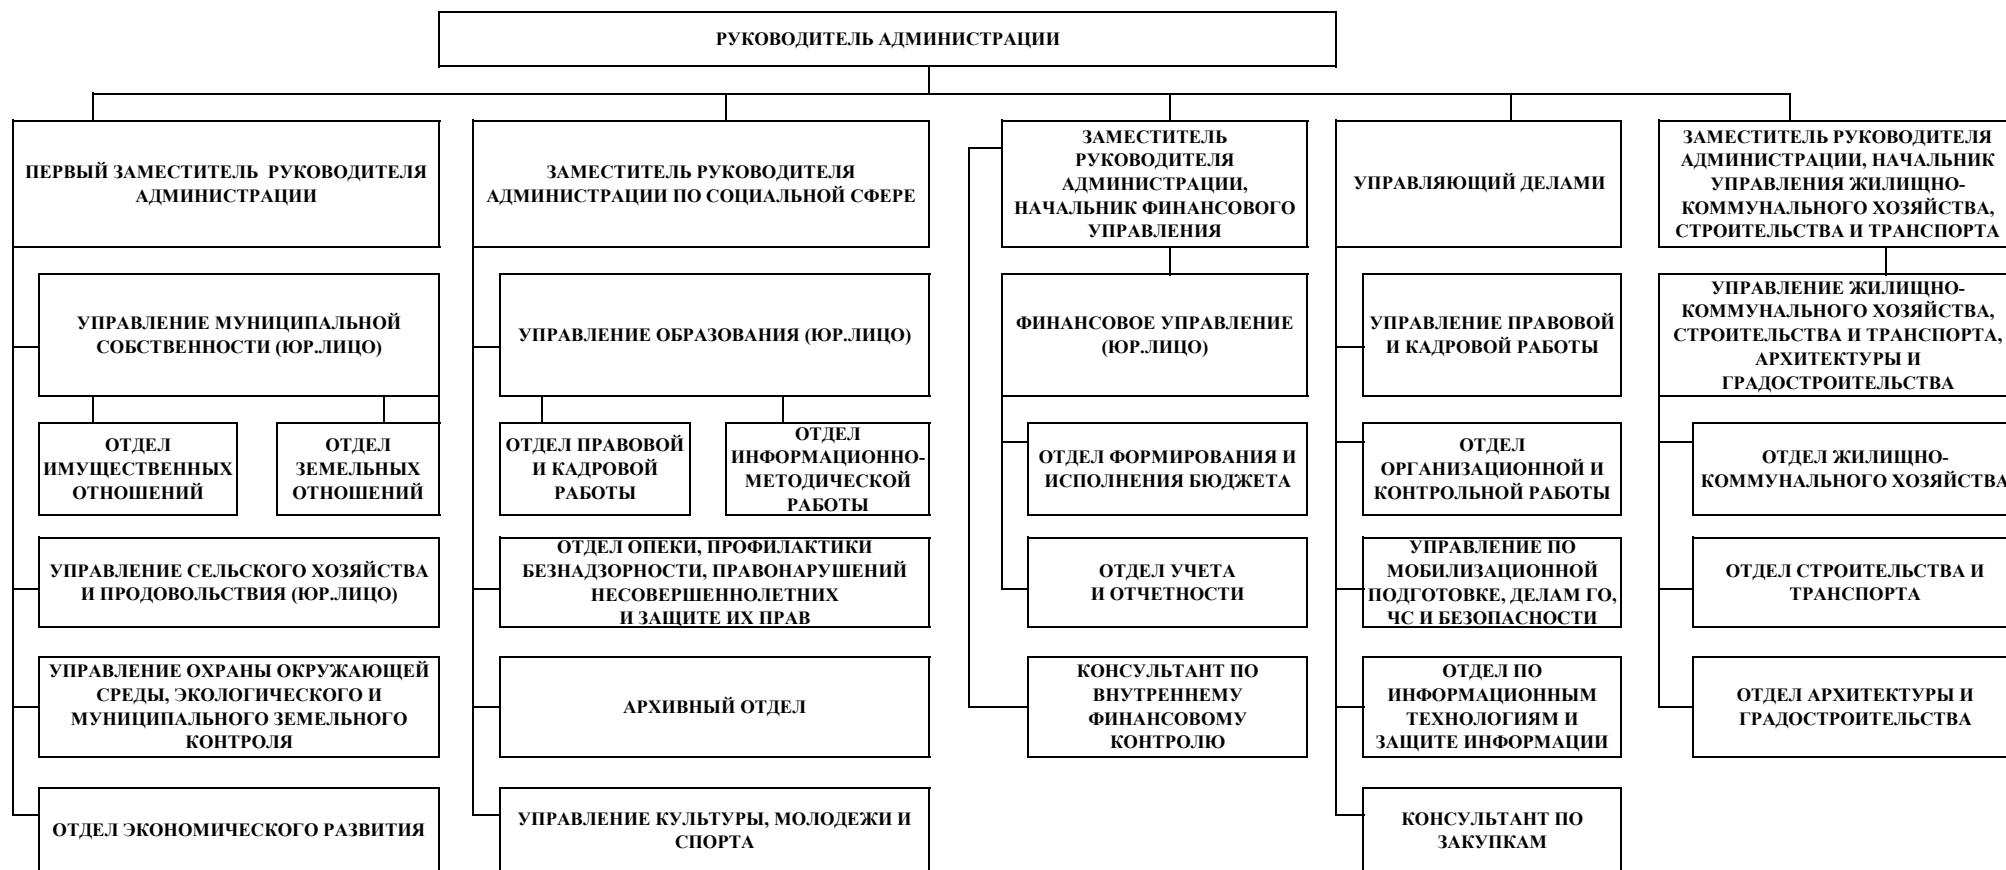 РУКОВОДИТЕЛЬ АДМИНИСТРАЦИИ
ПЕРВЫЙ ЗАМЕСТИТЕЛЬ РУКОВОДИТЕЛЯ
АДМИНИСТРАЦИИ
ЗАМЕСТИТЕЛЬ РУКОВОДИТЕЛЯ
АДМИНИСТРАЦИИ ПО СОЦИАЛЬНОЙ СФЕРЕ
ЗАМЕСТИТЕЛЬ
РУКОВОДИТЕЛЯ
АДМИНИСТРАЦИИ,
НАЧАЛЬНИК ФИНАНСОВОГО
УПРАВЛЕНИЯ
УПРАВЛЯЮЩИЙ ДЕЛАМИ
ЗАМЕСТИТЕЛЬ РУКОВОДИТЕЛЯ
АДМИНИСТРАЦИИ, НАЧАЛЬНИК
УПРАВЛЕНИЯ ЖИЛИЩНО-
КОММУНАЛЬНОГО ХОЗЯЙСТВА,
СТРОИТЕЛЬСТВА И ТРАНСПОРТА
УПРАВЛЕНИЕ МУНИЦИПАЛЬНОЙ
СОБСТВЕННОСТИ (ЮР.ЛИЦО)
УПРАВЛЕНИЕ ОБРАЗОВАНИЯ (ЮР.ЛИЦО)
ФИНАНСОВОЕ УПРАВЛЕНИЕ
(ЮР.ЛИЦО)
УПРАВЛЕНИЕ ПРАВОВОЙ
И КАДРОВОЙ РАБОТЫ
УПРАВЛЕНИЕ ЖИЛИЩНО-
КОММУНАЛЬНОГО ХОЗЯЙСТВА,
СТРОИТЕЛЬСТВА И ТРАНСПОРТА,
АРХИТЕКТУРЫ И
ГРАДОСТРОИТЕЛЬСТВА
ОТДЕЛ
ИМУЩЕСТВЕННЫХ
ОТНОШЕНИЙ
ОТДЕЛ
ЗЕМЕЛЬНЫХ
ОТНОШЕНИЙ
ОТДЕЛ ПРАВОВОЙ
И КАДРОВОЙ
РАБОТЫ
ОТДЕЛ
ИНФОРМАЦИОННО-
МЕТОДИЧЕСКОЙ
РАБОТЫ
ОТДЕЛ ФОРМИРОВАНИЯ И
ИСПОЛНЕНИЯ БЮДЖЕТА
ОТДЕЛ
ОРГАНИЗАЦИОННОЙ И
КОНТРОЛЬНОЙ РАБОТЫ
ОТДЕЛ ЖИЛИЩНО-
КОММУНАЛЬНОГО ХОЗЯЙСТВА
УПРАВЛЕНИЕ СЕЛЬСКОГО ХОЗЯЙСТВА
И ПРОДОВОЛЬСТВИЯ (ЮР.ЛИЦО)
ОТДЕЛ ОПЕКИ, ПРОФИЛАКТИКИ
БЕЗНАДЗОРНОСТИ, ПРАВОНАРУШЕНИЙ
НЕСОВЕРШЕННОЛЕТНИХ
И ЗАЩИТЕ ИХ ПРАВ
ОТДЕЛ УЧЕТА
И ОТЧЕТНОСТИ
УПРАВЛЕНИЕ ПО
МОБИЛИЗАЦИОННОЙ
ПОДГОТОВКЕ, ДЕЛАМ ГО,
ЧС И БЕЗОПАСНОСТИ
ОТДЕЛ СТРОИТЕЛЬСТВА И
ТРАНСПОРТА
УПРАВЛЕНИЕ ОХРАНЫ ОКРУЖАЮЩЕЙ
СРЕДЫ, ЭКОЛОГИЧЕСКОГО И
МУНИЦИПАЛЬНОГО ЗЕМЕЛЬНОГО
КОНТРОЛЯ
АРХИВНЫЙ ОТДЕЛ
КОНСУЛЬТАНТ ПО
ВНУТРЕННЕМУ
ФИНАНСОВОМУ
КОНТРОЛЮ
ОТДЕЛ ПО
ИНФОРМАЦИОННЫМ
ТЕХНОЛОГИЯМ И
ЗАЩИТЕ ИНФОРМАЦИИ
ОТДЕЛ АРХИТЕКТУРЫ И
ГРАДОСТРОИТЕЛЬСТВА
ОТДЕЛ ЭКОНОМИЧЕСКОГО РАЗВИТИЯ
УПРАВЛЕНИЕ КУЛЬТУРЫ, МОЛОДЕЖИ И
СПОРТА
КОНСУЛЬТАНТ ПО
ЗАКУПКАМ